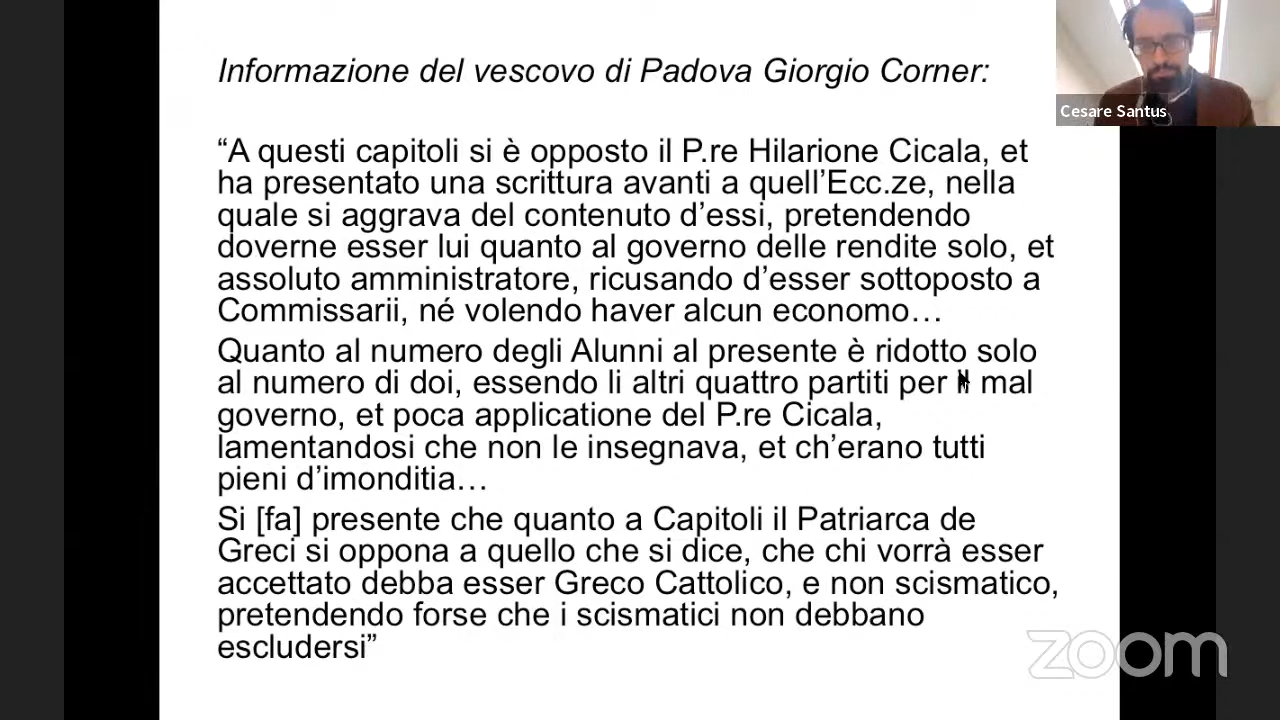 Informazione del vescovo di Padova Giorgio Corner:
“A questi capitoli si è opposto il P.re Hilarione Cicala, et
ha presentato una scrittura avanti a quell’Ecc.ze, nella
quale si aggrava del contenuto d’essi, pretendendo
doverne esser lui quanto al governo delle rendite solo, et
assoluto amministratore, ricusando d’esser sottoposto a
Commissarii, né volendo haver alcun economo…
Quanto al numero degli Alunni al presente è ridotto solo
al numero di doi, essendo li altri quattro partiti per il mal
governo, et poca applicatione del P.re Cicala,
lamentandosi che non le insegnava, et ch’erano tutti
pieni d’imonditia…
Si [fa] presente che quanto a Capitoli il Patriarca de
Greci si oppona a quello che si dice, che chi vorrà esser
accettato debba esser Greco Cattolico, e non scismatico,
pretendendo forse che i scismatici non debbano
escludersi”
Cesare Santus
zoom